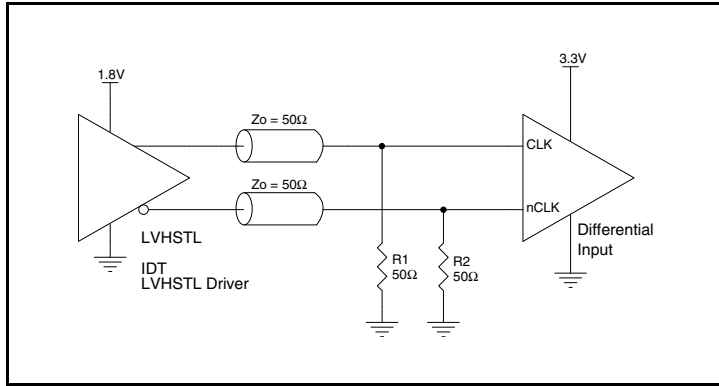 1.8V
3.3V
Zo = 50Ω
CLK
Zo = 50Ω
nCLK
LVHSTL
IDT
LVHSTL Driver
R1
50Ω
R2
50Ω
Differential
Input